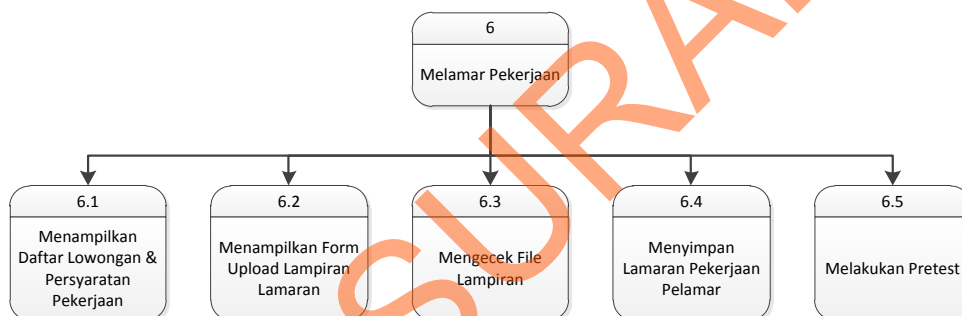 6
Melamar Pekerjaan
6.1
Menampilkan
Daftar Lowongan &
Persyaratan
Pekerjaan
6.2
Menampilkan Form
Upload Lampiran
Lamaran
6.3
Mengecek File
Lampiran
6.4
Menyimpan
Lamaran Pekerjaan
Pelamar
6.5
Melakukan Pretest